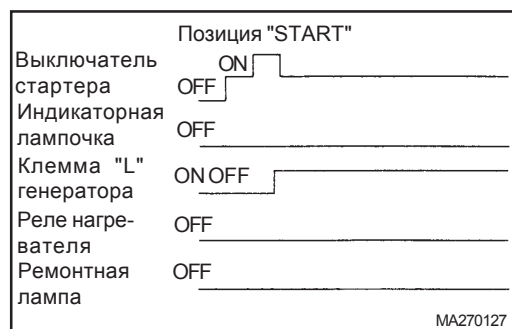 Позиция "START"
Выключатель
стартера
ON
OFF
Индикаторная
лампочка
OFF
Клемма "L"
генератора
ON OFF
Реле нагре-
вателя
OFF
Ремонтная
лампа
OFF
MA270127